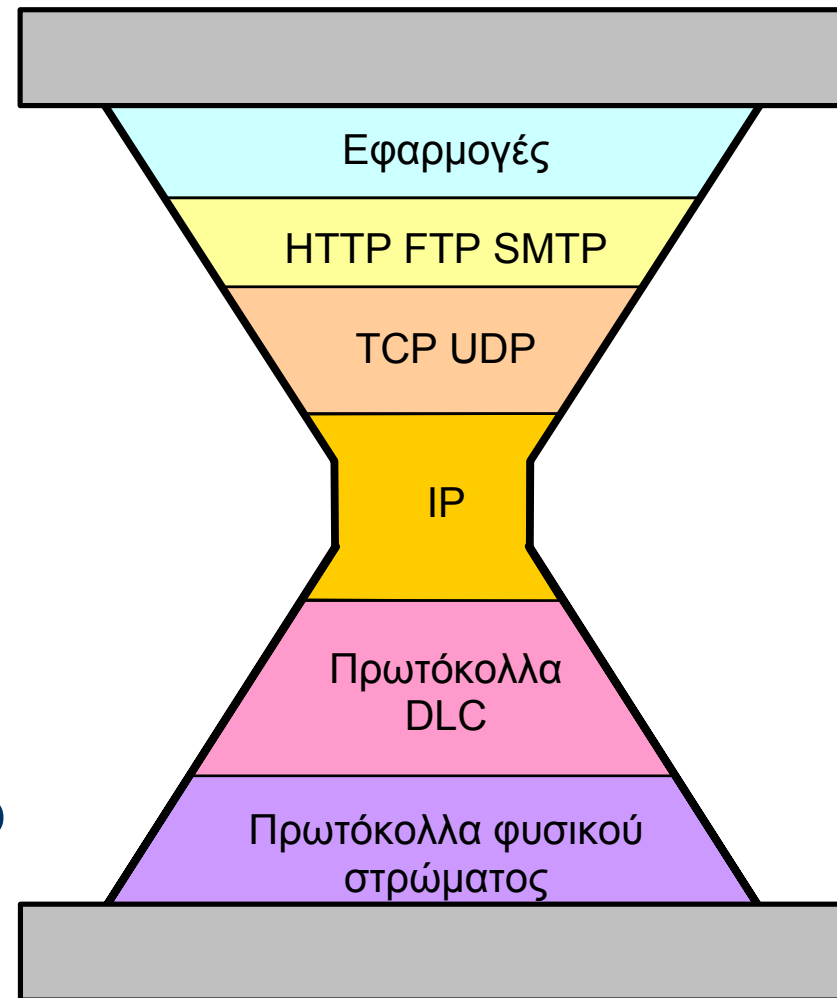 Εφαρμογές
HTTP FTP SMTP
TCP UDP
IP
Πρωτόκολλα
DLC
Πρωτόκολλα φυσικού
στρώματος